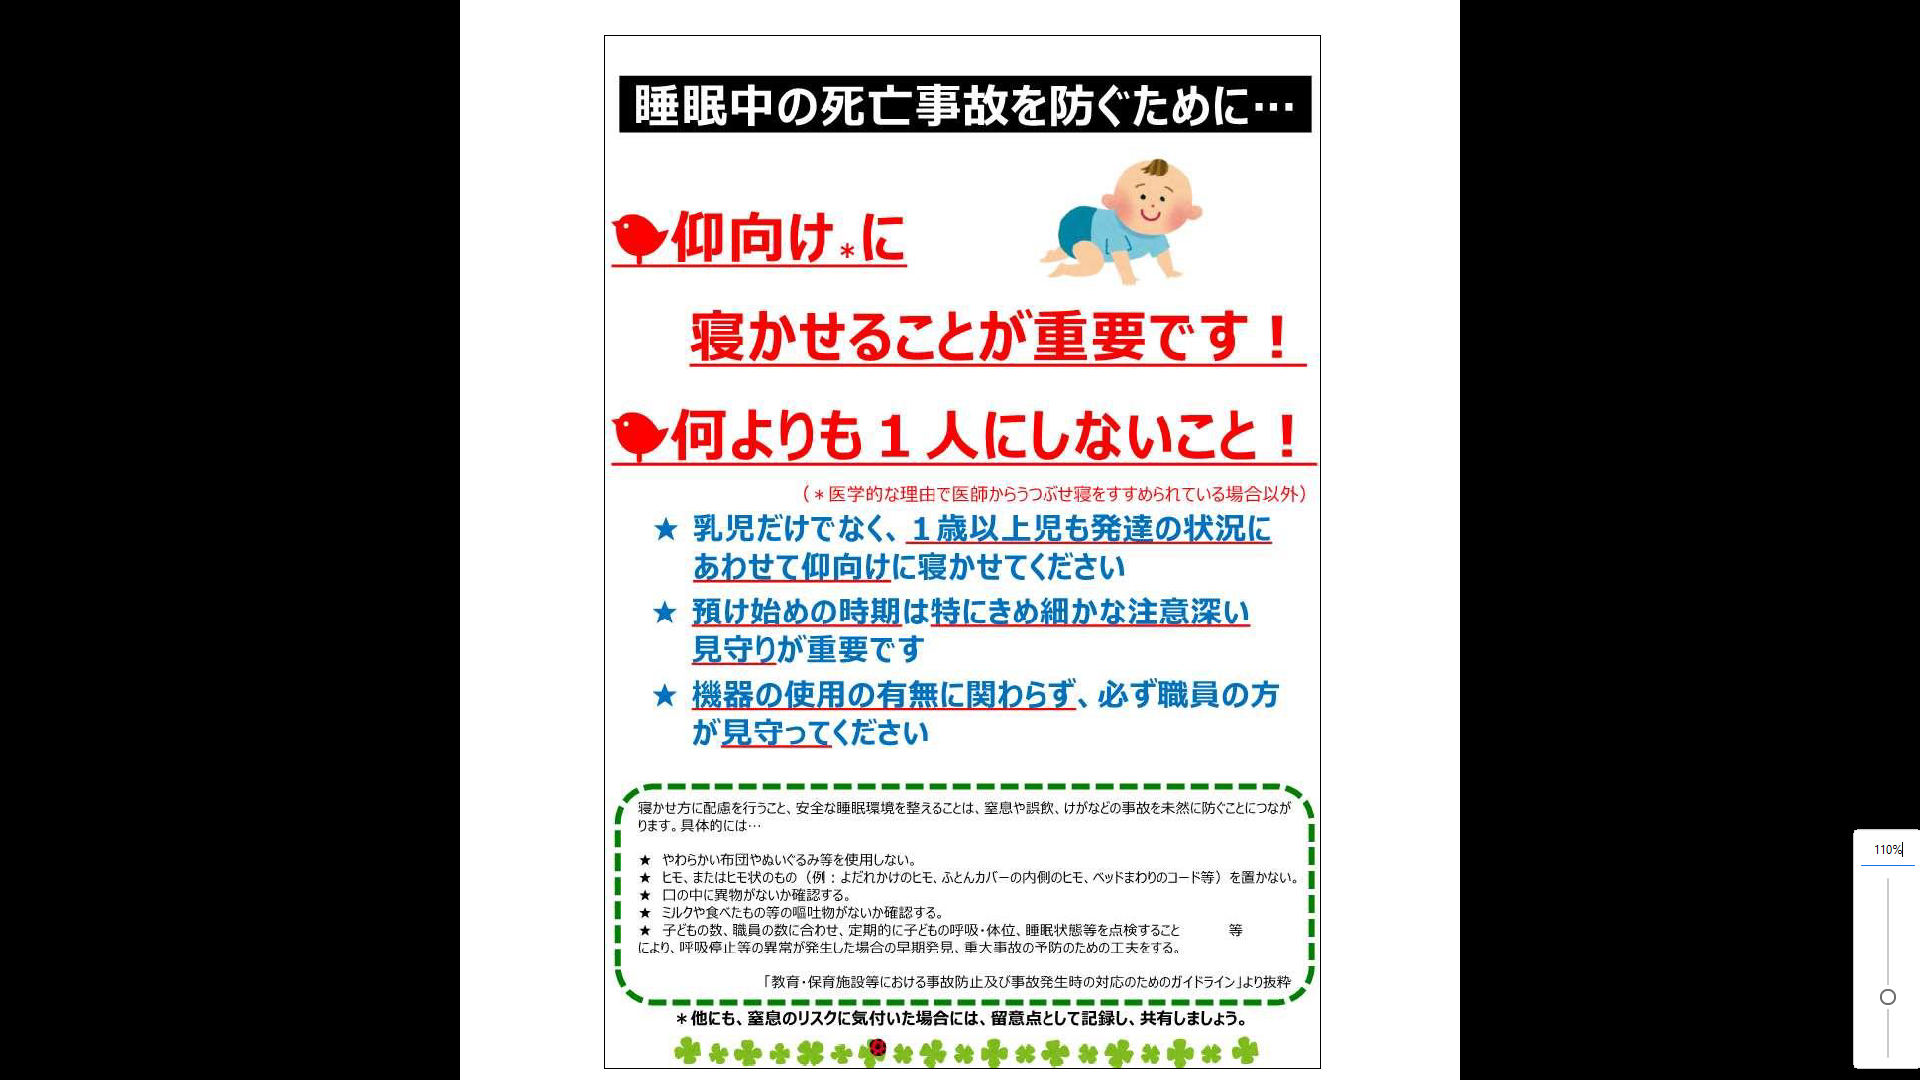 睡眠中の死亡事故を防ぐために…
仰向け*に
寝かせることが重要です！
何よりも１人にしないこと！
（＊医学的な理由で医師からうつぶせ寝をすすめられている場合以外）
★ 乳児だけでなく、１歳以上児も発達の状況に
あわせて仰向けに寝かせてください
★ 預け始めの時期は特にきめ細かな注意深い
見守りが重要です
★ 機器の使用の有無に関わらず、必ず職員の方
が見守ってください
寝かせ方に配慮を行うこと、安全な睡眠環境を整えることは、窒息や誤飲、けがなどの事故を未然に防ぐことにつなが
ります。具体的には…
★ やわらかい布団やぬいぐるみ等を使用しない。
★ ヒモ、またはヒモ状のもの（例：よだれかけのヒモ、ふとんカバーの内側のヒモ、ベッドまわりのコード等）を置かない。
★ 口の中に異物がないか確認する。
★ ミルクや食べたもの等の嘔吐物がないか確認する。
★ 子どもの数、職員の数に合わせ、定期的に子どもの呼吸・体位、睡眠状態等を点検すること　　　等
により、呼吸停止等の異常が発生した場合の早期発見、重大事故の予防のための工夫をする。
「教育・保育施設等における事故防止及び事故発生時の対応のためのガイドライン」より抜粋
＊他にも、窒息のリスクに気付いた場合には、留意点として記録し、共有しましょう。
110%